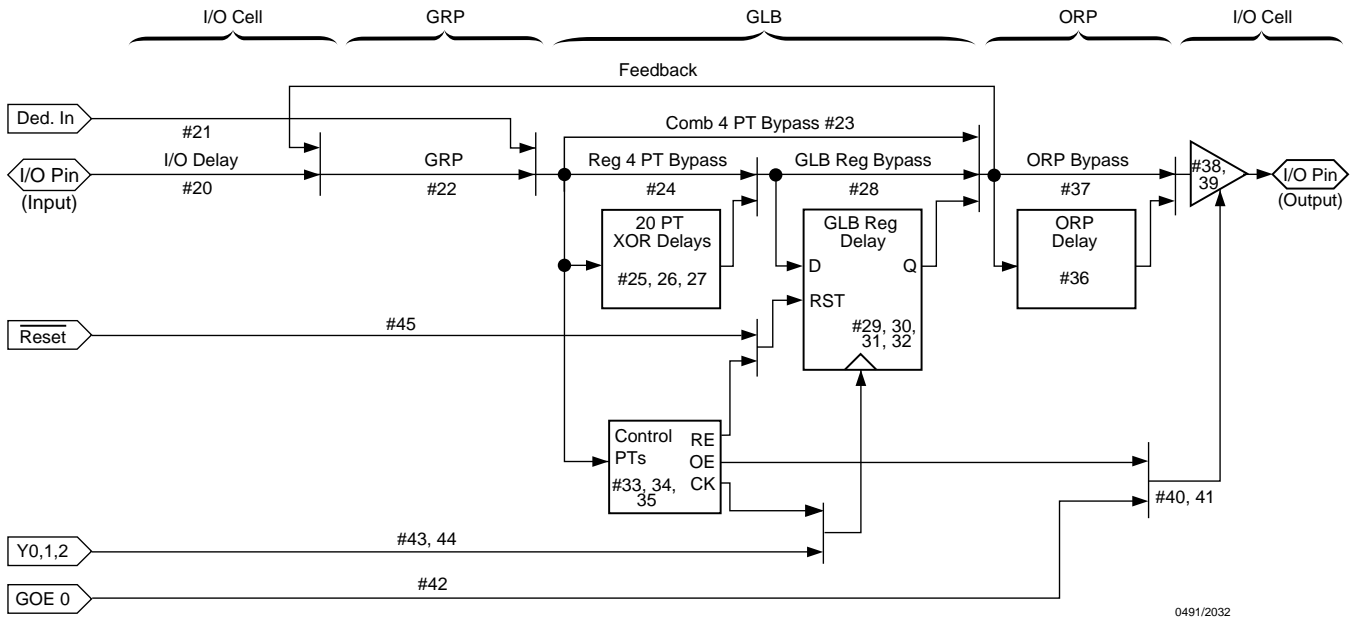 I/O Cell
GRP
GLB
ORP
I/O Cell
Feedback
Ded. In
#21
Comb 4 PT Bypass #23
I/O Pin
(Input)
I/O Delay
#20
GRP
#22
Reg 4 PT Bypass
#24
GLB Reg Bypass
#28
ORP Bypass
#37
#38,
39
I/O Pin
(Output)
20 PT
XOR Delays
#25, 26, 27
GLB Reg
Delay
D
Q
RST
#29, 30,
31, 32
ORP
Delay
#36
Reset
#45
Control
PTs
RE
OE
CK
#33, 34,
35
#40, 41
Y0,1,2
#43, 44
GOE 0
#42
0491/2032